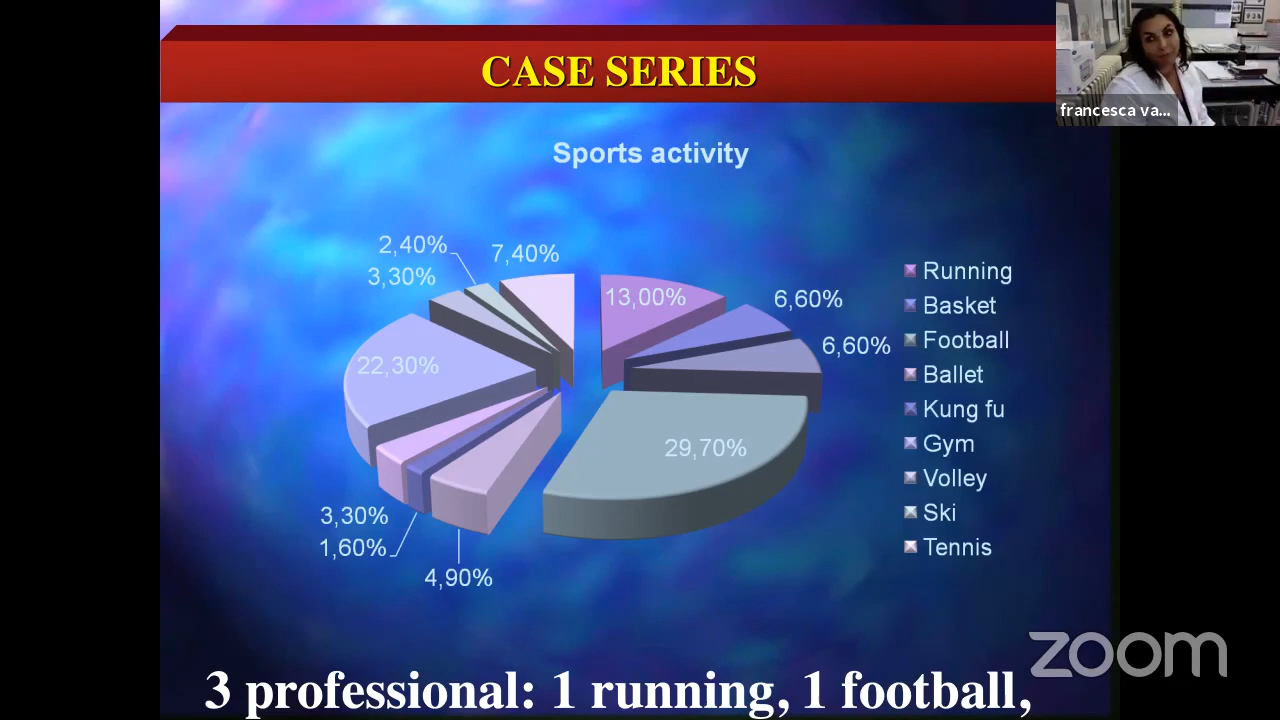 CASE SERIES
francesca va...
Sports activity
2,40%
7,40%
3,30%
13,00%
6,60%
6,60%
22,30%
29,70%
3,30%
1,60%
4,90%
Running
Basket
Football
Ballet
Kung fu
Gym
Volley
Ski
Tennis
zoom
3 professional: 1 running, 1 football,